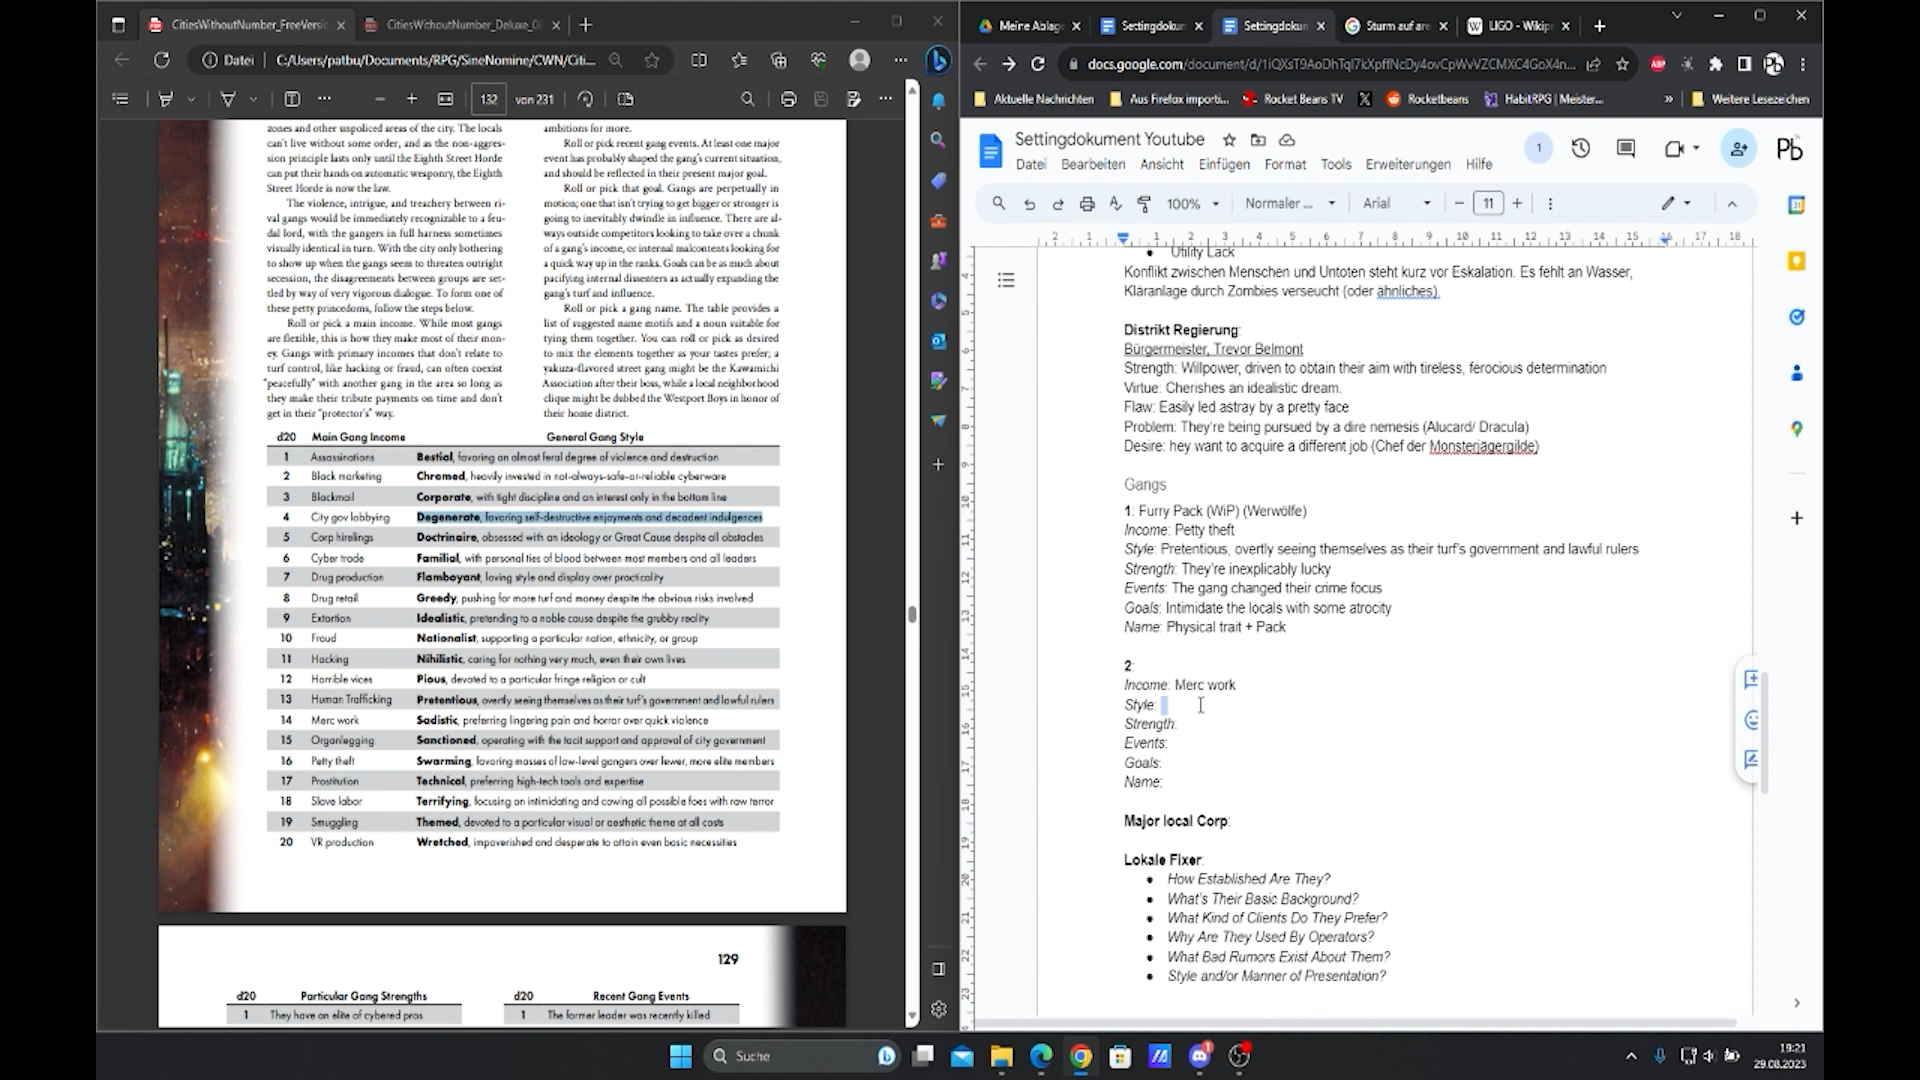 CitiesWithoutNumber_FreeVersi
CitiesWithoutNumber_Deluxe_0
Datei
C:/Users/patbu/Documents/RPG/SineNomine/CWN/Citi...
132
von 231
zones and other unpoliced areas of the city. The locals
can't live without some order, and as the non-aggres-
sion principle lasts only until the Eighth Street Horde
can put their hands on automatic weaponry, the Eighth
Street Horde is now the law.
The violence, intrigue, and treachery between ri-
val gangs would be immediately recognizable to a feu-
dal lord, with the gangers in full harness sometimes
visually identical in turn. With the city only bothering
to show up when the gangs seem to threaten outright
secession, the disagreements between groups are set-
tled by way of very vigorous dialogue. To form one of
these petty princedoms, follow the steps below.
Roll or pick a main income. While most gangs
are flexible, this is how they make most of their mon-
ey. Gangs with primary incomes that don't relate to
turf control, like hacking or fraud, can often coexist
"peacefully" with another gang in the area so long as
they make their tribute payments on time and don't
get in their "protector's" way.
ambitions for more.
Roll or pick recent gang events. At least one major
event has probably shaped the gang's current situation,
and should be reflected in their present major goal.
Roll or pick that goal. Gangs are perpetually in
motion; one that isn't trying to get bigger or stronger is
going to inevitably dwindle in influence. There are al-
ways outside competitors looking to take over a chunk
of a gang's income, or internal malcontents looking for
a quick way up in the ranks. Goals can be as much about
pacifying internal dissenters as actually expanding the
gang's turf and influence.
Roll or pick a gang name. The table provides a
list of suggested name motifs and a noun suitable for
tying them together. You can roll or pick as desired
to mix the elements together as your tastes prefer; a
yakuza-flavored street gang might be the Kawamichi
Association after their boss, while a local neighborhood
clique might be dubbed the Westport Boys in honor of
their home district.
d20 Main Gang Income General Gang Style
1 Assassinations Bestial, favoring an almost feral degree of violence and destruction
2 Black marketing Chromed, heavily invested in not-always-safe-or-reliable cyberware
3 Blackmail Corporate, with tight discipline and an interest only in the bottom line
4 City gov lobbying Degenerate, favoring self-destructive enjoyments and decadent indulgences
5 Corp hirelings Doctrinaire, obsessed with an ideology or Great Cause despite all obstacles
6 Cyber trade Familial, with personal ties of blood between most members and all leaders
7 Drug production Flamboyant, loving style and display over practicality
8 Drug retail Greedy, pushing for more turf and money despite the obvious risks involved
9 Extortion Idealistic, pretending to a noble cause despite the grubby reality
10 Fraud Nationalist, supporting a particular nation, ethnicity, or group
11 Hacking Nihilistic, caring for nothing very much, even their own lives
12 Horrible vices Pious, devoted to a particular fringe religion or cult
13 Human Trafficking Pretentious, overtly seeing themselves as their turf's government and lawful rulers
14 Merc work Sadistic, preferring lingering pain and horror over quick violence
15 Organlegging Sanctioned, operating with the tacit support and approval of city government
16 Petty theft Swarming, favoring masses of low-level gangers over fewer, more elite members
17 Prostitution Technical, preferring high-tech tools and expertise
18 Slave labor Terrifying, focusing on intimidating and cowing all possible foes with raw terror
19 Smuggling Themed, devoted to a particular visual or aesthetic theme at all costs
20 VR production Wretched, impoverished and desperate to attain even basic necessities
129
d20 Particular Gang Strengths d20 Recent Gang Events
1 They have an elite of cybered pros 1 The former leader was recently killed
Meine Ablag
Settingdokun
Settingdokun
Sturm auf are
LIGO – Wikip
docs.google.com/document/d/1iQXsT9AoDhTqI7kXpffNcDy4ovCpWvVZCMXC4GoX4n...
Aktuelle Nachrichten
Aus Firefox importi...
Rocket Beans TV
Rocketbeans
HabitRPG | Meister...
Weitere Lesezeichen
Settingdokument Youtube
1
Datei Bearbeiten Ansicht Einfügen Format Tools Erweiterungen Hilfe
100% Normaler ... Arial 11
2 1 1 2 3 4 5 6 7 8 9 10 11 12 13 14 15 16 17 18
Utility Lack
Konflikt zwischen Menschen und Untoten steht kurz vor Eskalation. Es fehlt an Wasser,
Kläranlage durch Zombies verseucht (oder ähnliches).
Distrikt Regierung:
Bürgermeister, Trevor Belmont
Strength: Willpower, driven to obtain their aim with tireless, ferocious determination
Virtue: Cherishes an idealistic dream.
Flaw: Easily led astray by a pretty face
Problem: They're being pursued by a dire nemesis (Alucard/ Dracula)
Desire: hey want to acquire a different job (Chef der Monsterjägergilde)
Gangs
1: Furry Pack (WiP) (Werwölfe)
Income: Petty theft
Style: Pretentious, overtly seeing themselves as their turf's government and lawful rulers
Strength: They're inexplicably lucky
Events: The gang changed their crime focus
Goals: Intimidate the locals with some atrocity
Name: Physical trait + Pack
2:
Income: Merc work
Style:
Strength:
Events:
Goals:
Name:
Major local Corp:
Lokale Fixer:
How Established Are They?
What's Their Basic Background?
What Kind of Clients Do They Prefer?
Why Are They Used By Operators?
What Bad Rumors Exist About Them?
Style and/or Manner of Presentation?
Suche
19:21
29.08.2023